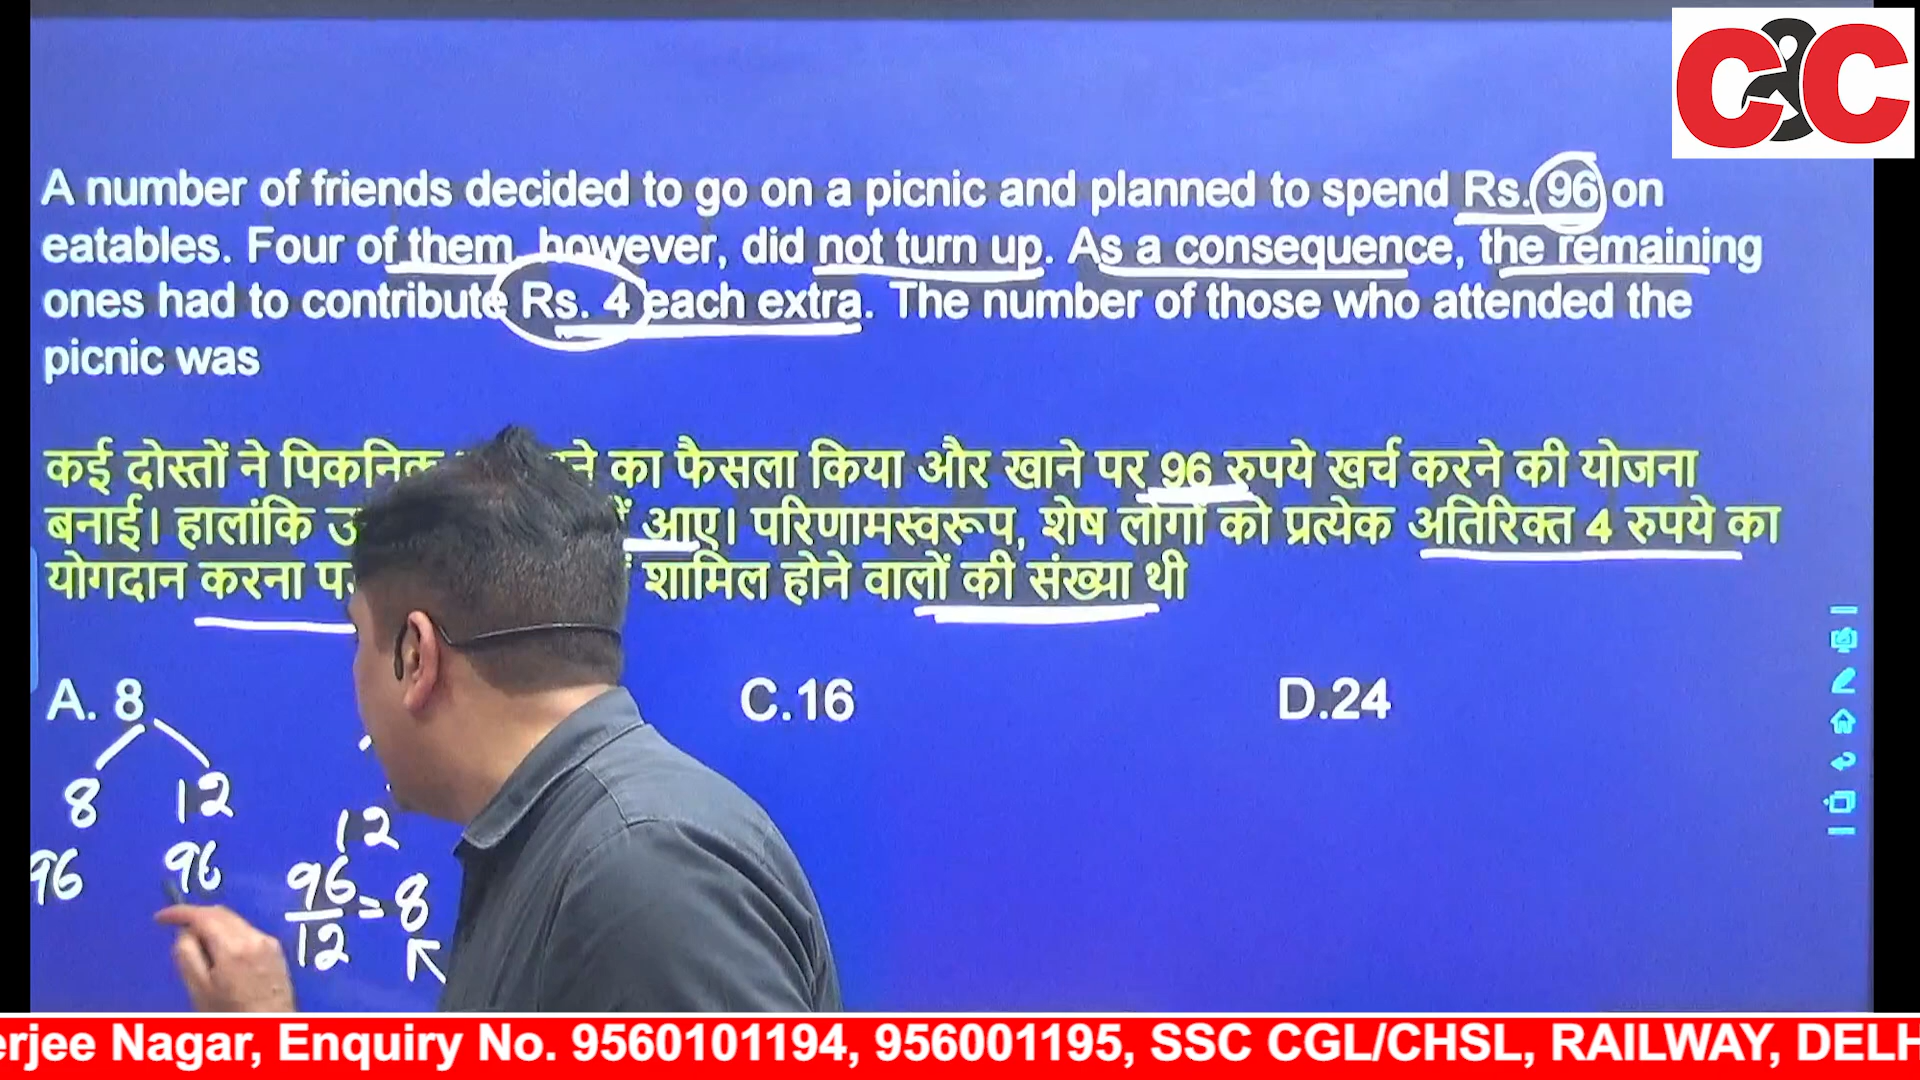 C3C
A number of friends decided to go on a picnic and planned to spend Rs. 96 on
eatables. Four of them, however, did not turn up. As a consequence, the remaining
ones had to contribute Rs. 4 each extra. The number of those who attended the
picnic was
कई दोस्तों ने पिकनिक का फैसला किया और खाने पर 96 रुपये खर्च करने की योजना
बनाई। हालांकि आए। परिणामस्वरूप, शेष लोगों को प्रत्येक अतिरिक्त 4 रुपये का
योगदान करना शामिल होने वालों की संख्या थी
A. 8 C.16 D.24
8 12 12
96 96 96/12 = 8
erjee Nagar, Enquiry No. 9560101194, 956001195, SSC CGL/CHSL, RAILWAY, DELH